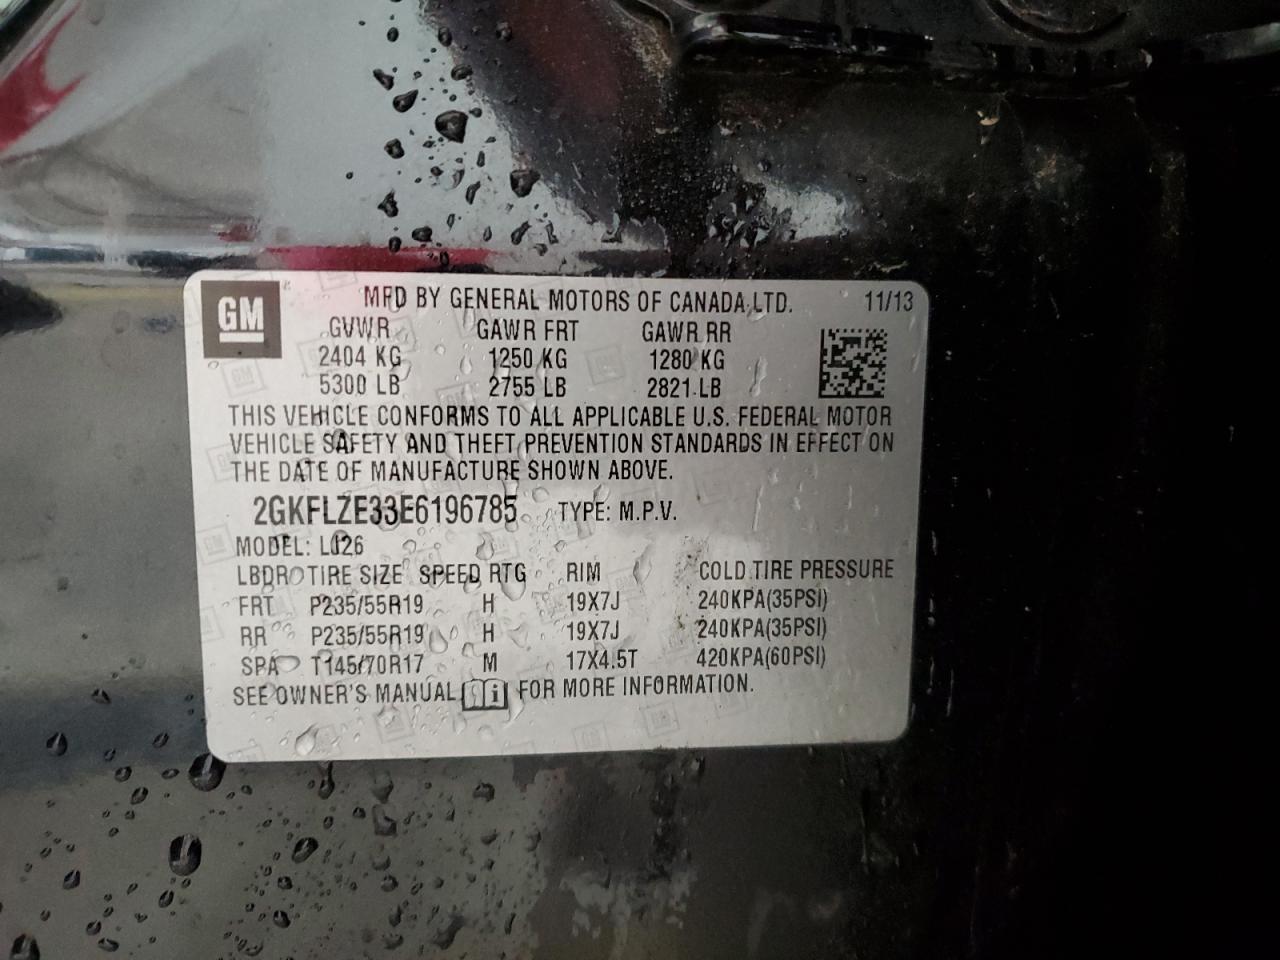 GM MFD BY GENERAL MOTORS OF CANADA LTD. 11/13
GVWR GAWR FRT GAWR RR
2404 KG 1250 KG 1280 KG
5300 LB 2755 LB 2821 LB
THIS VEHICLE CONFORMS TO ALL APPLICABLE U.S. FEDERAL MOTOR
VEHICLE SAFETY AND THEFT PREVENTION STANDARDS IN EFFECT ON
THE DATE OF MANUFACTURE SHOWN ABOVE.
2GKFLZE33E6196785 TYPE: M.P.V.
MODEL: LJ26
LBDRO TIRE SIZE SPEED RTG RIM COLD TIRE PRESSURE
FRT P235/55R19 H 19X7J 240KPA(35PSI)
RR P235/55R19 H 19X7J 240KPA(35PSI)
SPA T145/70R17 M 17X4.5T 420KPA(60PSI)
SEE OWNER'S MANUAL i FOR MORE INFORMATION.